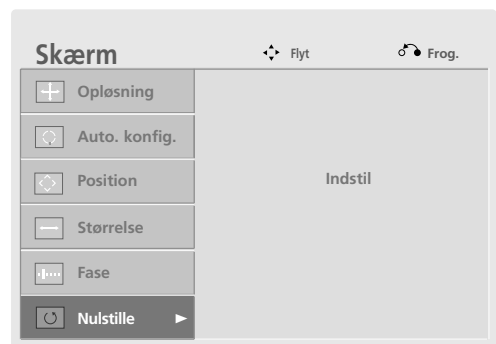 Skærm Flyt Frog.
Opløsning
Auto. konfig.
Position
Indstil
Størrelse
Fase
Nulstille